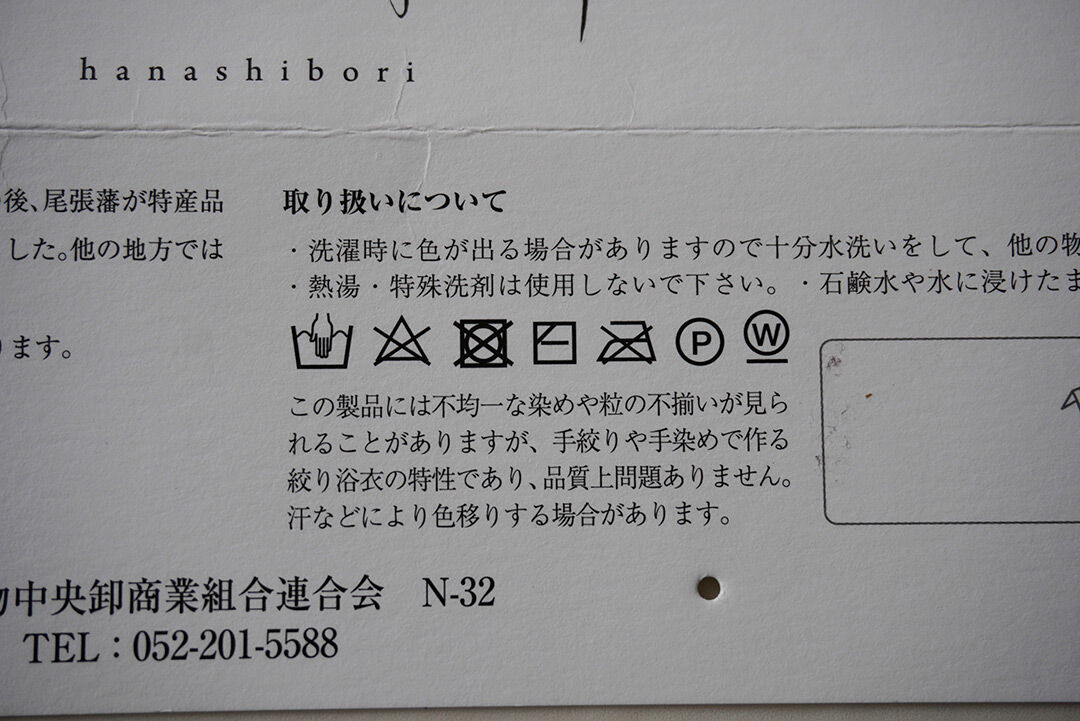 hanashibori
後、尾張藩が特産品
した。他の地方では
ます。
取り扱いについて
・洗濯時に色が出る場合がありますので十分水洗いをして、他の物
・熱湯・特殊洗剤は使用しないで下さい。・石鹸水や水に浸けたま
P W
この製品には不均一な染めや粒の不揃いが見ら
れることがありますが、手絞りや手染めで作る
絞り浴衣の特性であり、品質上問題ありません。
汗などにより色移りする場合があります。
物中央卸商業組合連合会 N-32
TEL：052-201-5588